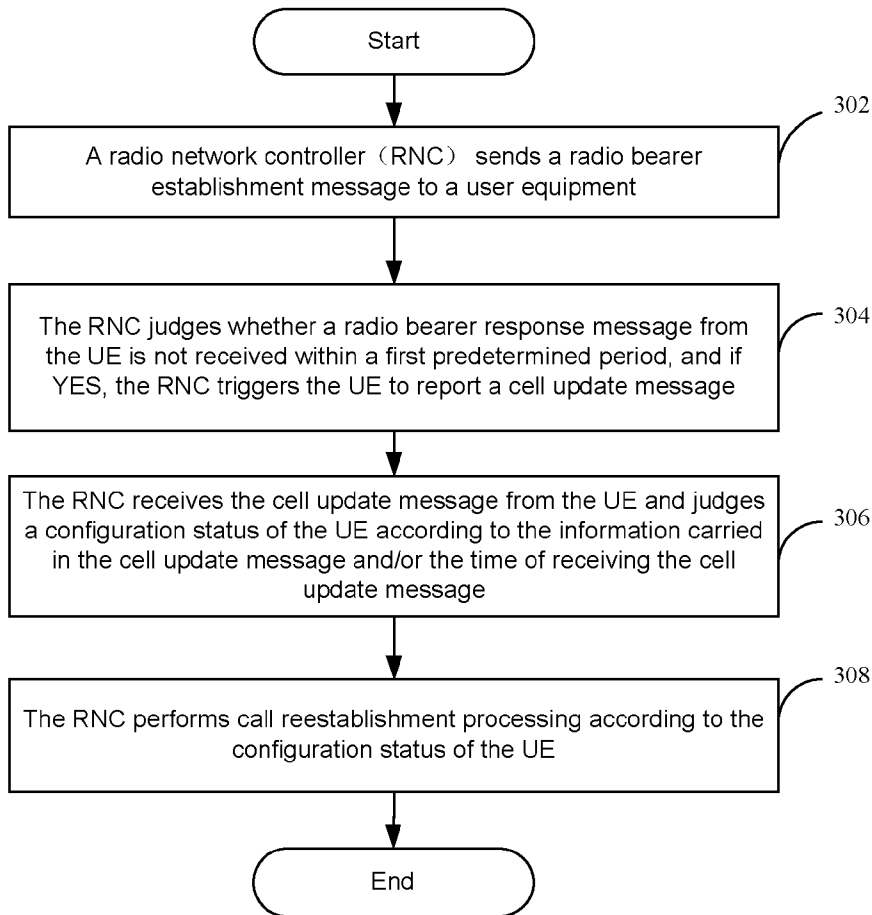 Start
302
A radio network controller（RNC） sends a radio bearer
establishment message to a user equipment
304
The RNC judges whether a radio bearer response message from
the UE is not received within a first predetermined period, and if
YES, the RNC triggers the UE to report a cell update message
306
The RNC receives the cell update message from the UE and judges
a configuration status of the UE according to the information carried
in the cell update message and/or the time of receiving the cell
update message
308
The RNC performs call reestablishment processing according to the
configuration status of the UE
End